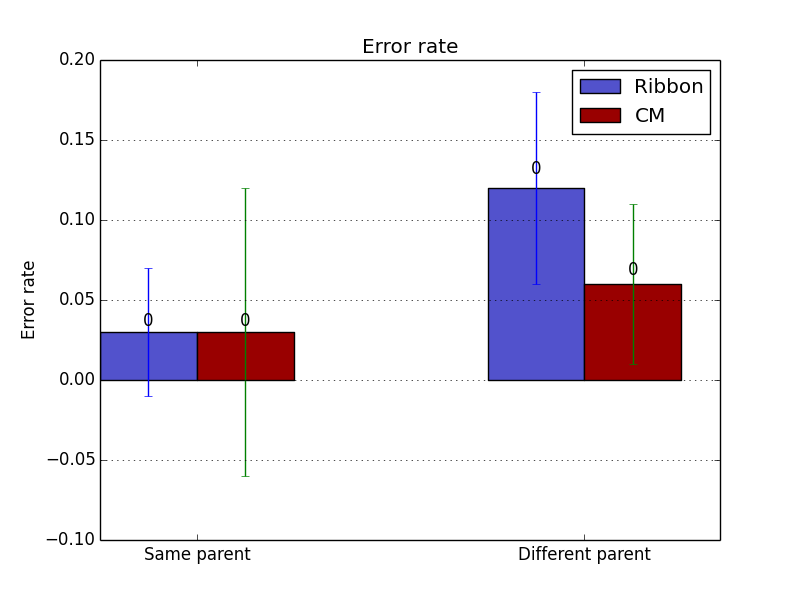 Error rate
Ribbon
CM
0.20
0.15
0.10
0.05
0.00
−0.05
−0.10
Error rate
0
0
0
0
Same parent
Different parent